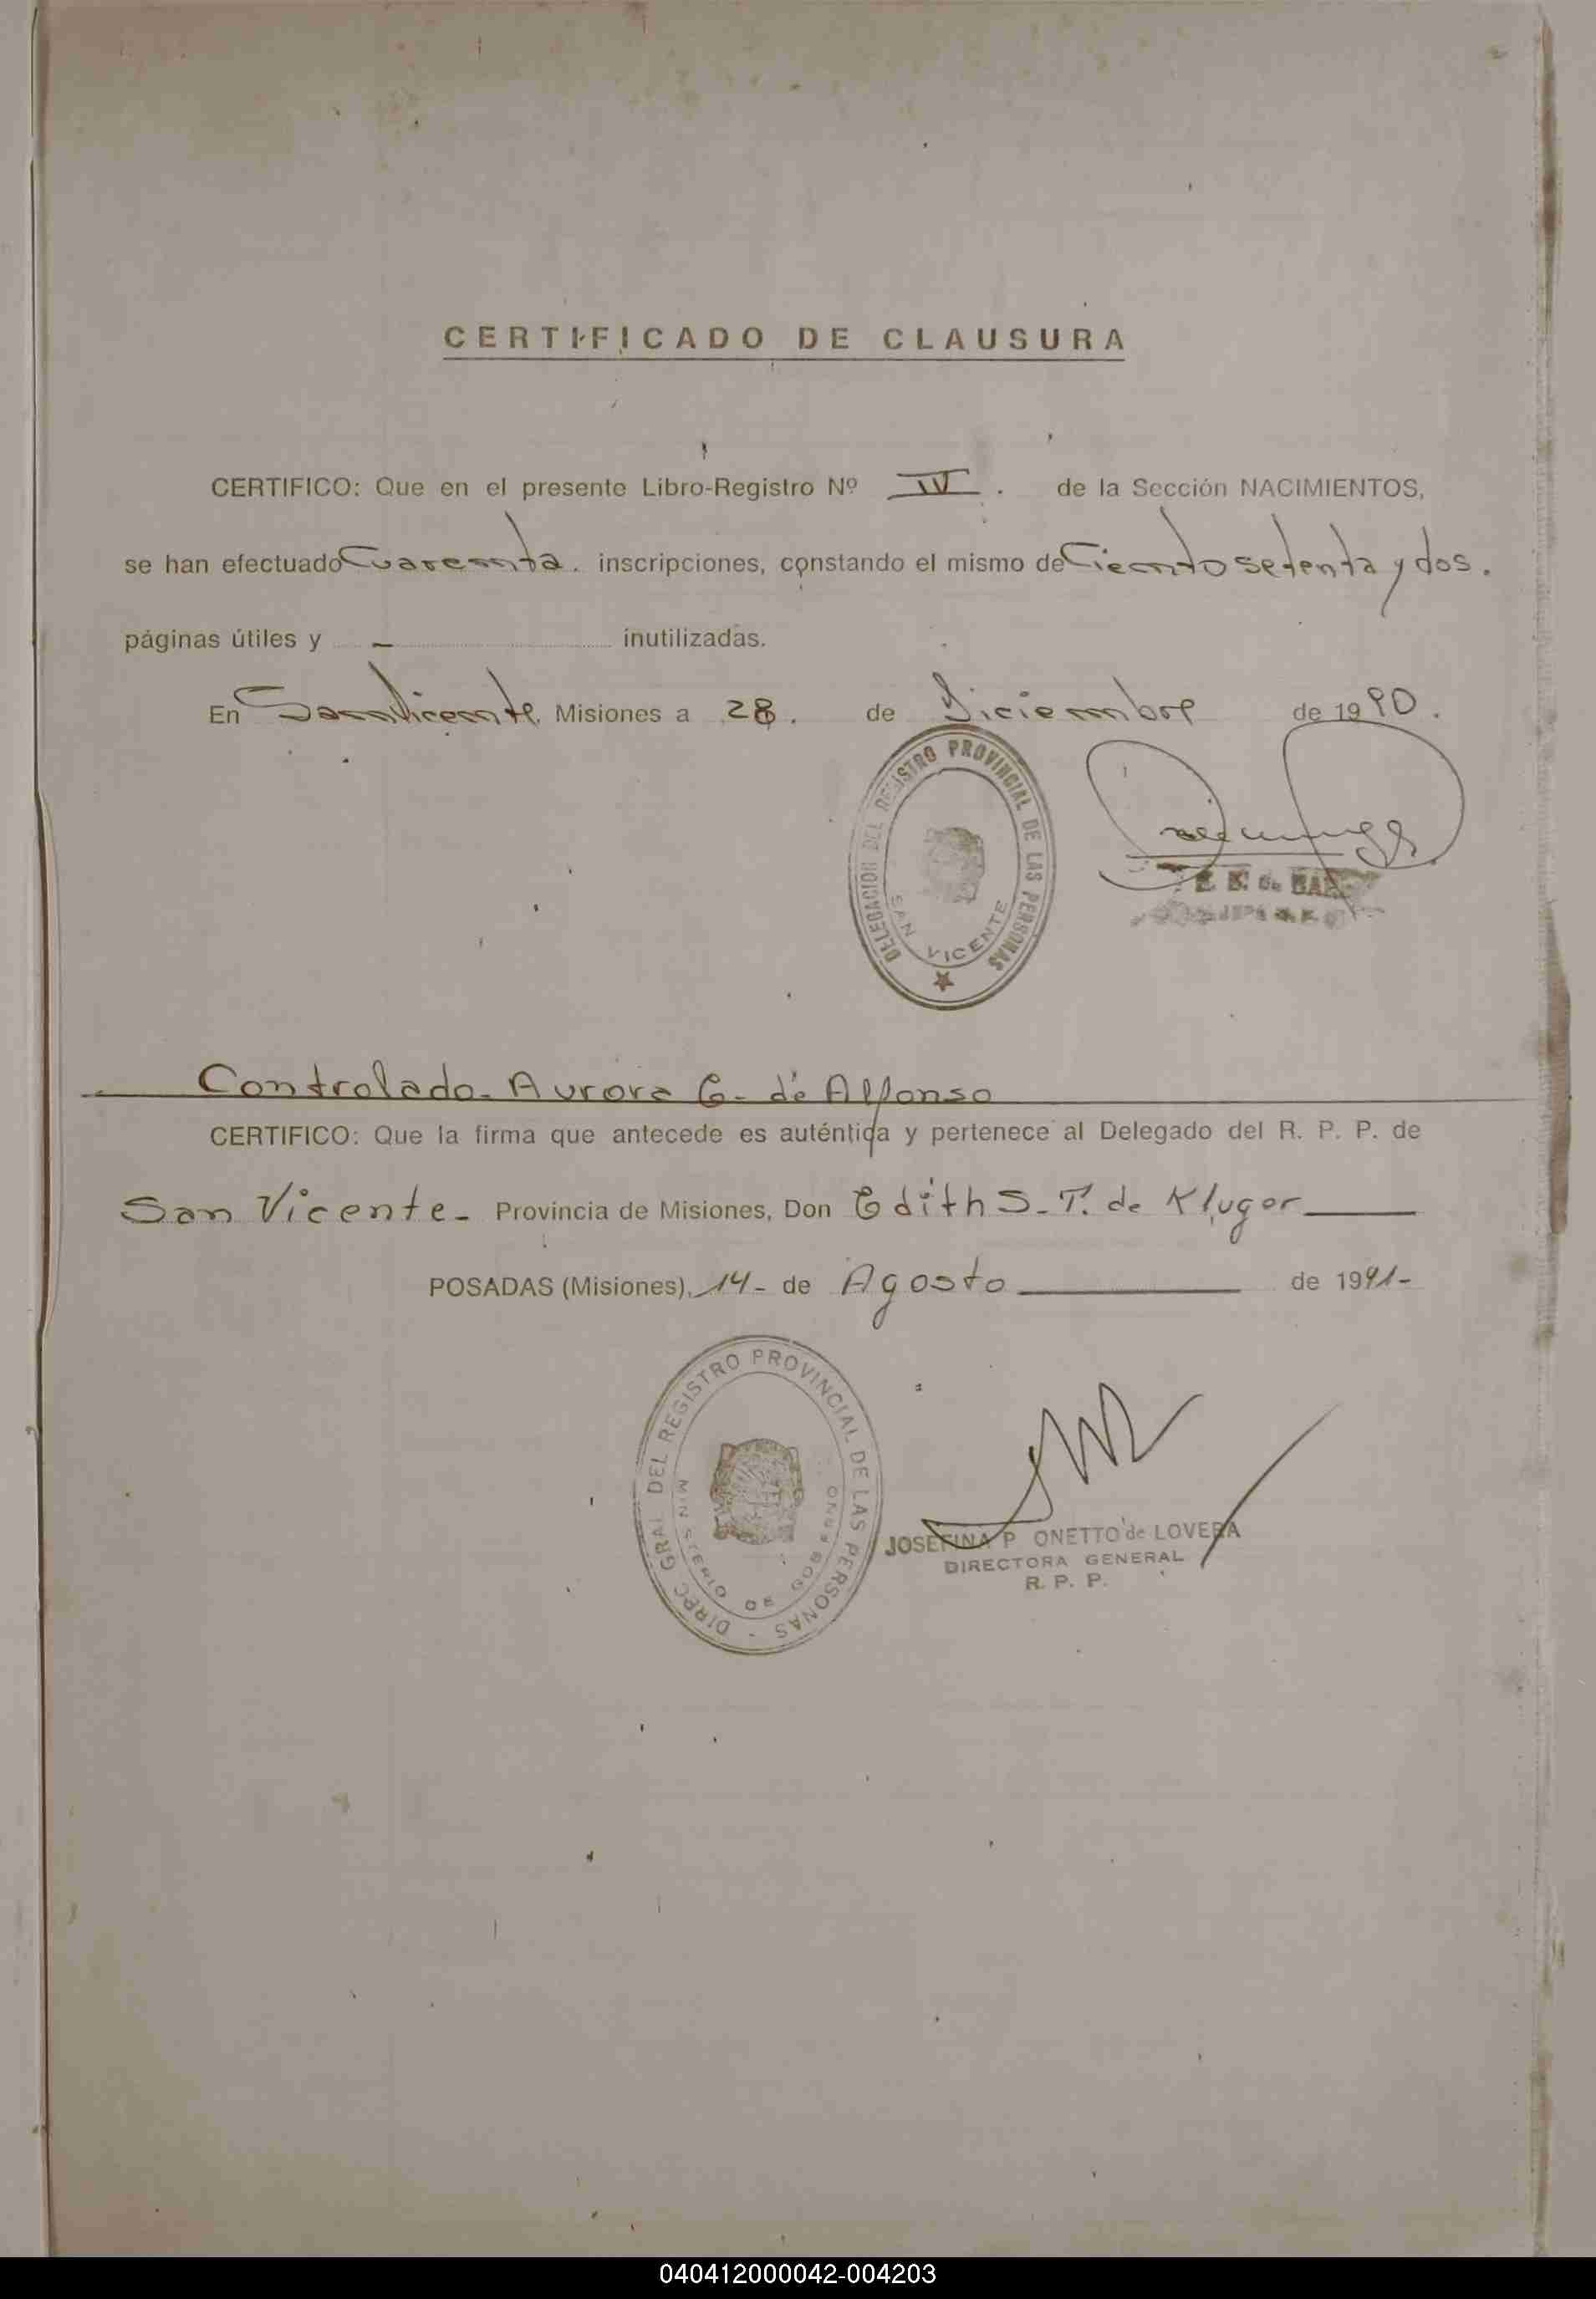 CERTIFICADO DE CLAUSURA
CERTIFICO: Que en el presente Libro-Registro Nº IV. de la Sección NACIMIENTOS,
se han efectuado Cuarenta. inscripciones, constando el mismo de Ciento setenta y dos.
páginas útiles y - inutilizadas.
En San Vicente, Misiones a 28. de Diciembre de 1990.
DELEGACION DEL REGISTRO PROVINCIAL DE LAS PERSONAS
SAN VICENTE
Controlado - Aurora G. de Alfonso
CERTIFICO: Que la firma que antecede es auténtica y pertenece al Delegado del R. P. P. de
San Vicente - Provincia de Misiones, Don Edith S. T. de Kluger
POSADAS (Misiones), 14 - de Agosto de 1991 -
DIREC. GRAL. DEL REGISTRO PROVINCIAL DE LAS PERSONAS -
MINISTERIO DE GOBIERNO
JOSEFINA P ONETTO de LOVERA
DIRECTORA GENERAL
R. P. P.
040412000042-004203